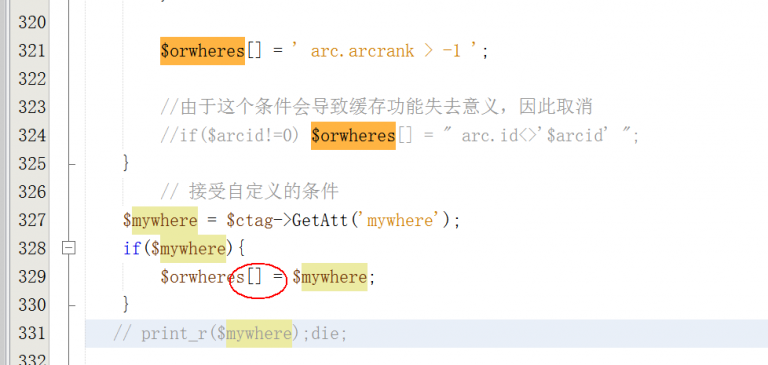 320
321 $orwheres[] = ' arc.arcrank > -1 ';
322
323 //由于这个条件会导致缓存功能失去意义，因此取消
324 //if($arcid!=0) $orwheres[] = " arc.id<>'$arcid' ";
325 }
326 // 接受自定义的条件
327 $mywhere = $ctag->GetAtt('mywhere');
328 if($mywhere){
329 $orwheres[] = $mywhere;
330 }
331 // print_r($mywhere);die;
332